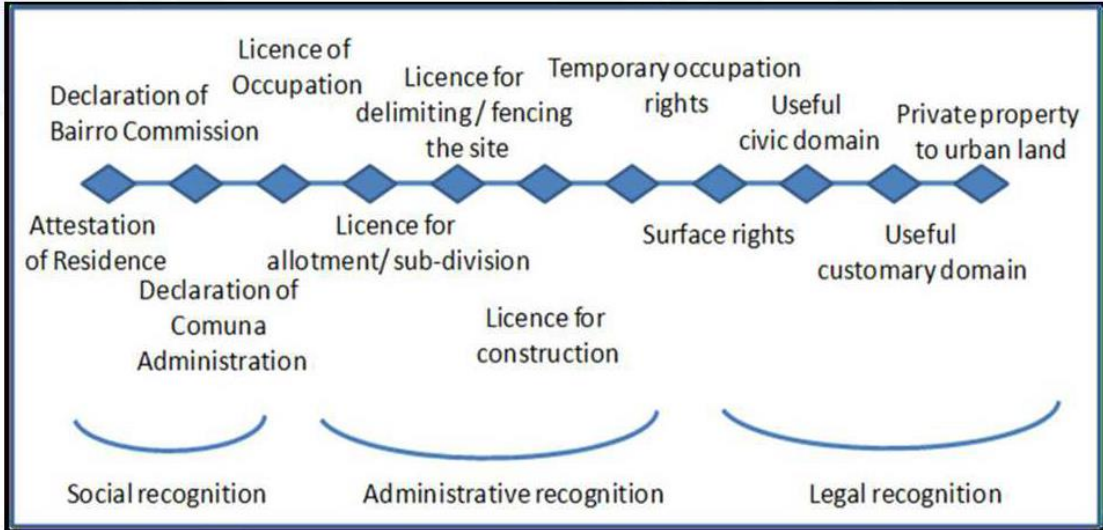 Declaration of
Bairro Commission
Licence of
Occupation
Licence for
delimiting/ fencing
the site
Temporary occupation
rights
Useful
civic domain
Private property
to urban land
Attestation
of Residence
Declaration of
Comuna
Administration
Licence for
allotment/ sub-division
Licence for
construction
Surface rights
Useful
customary domain
Social recognition
Administrative recognition
Legal recognition